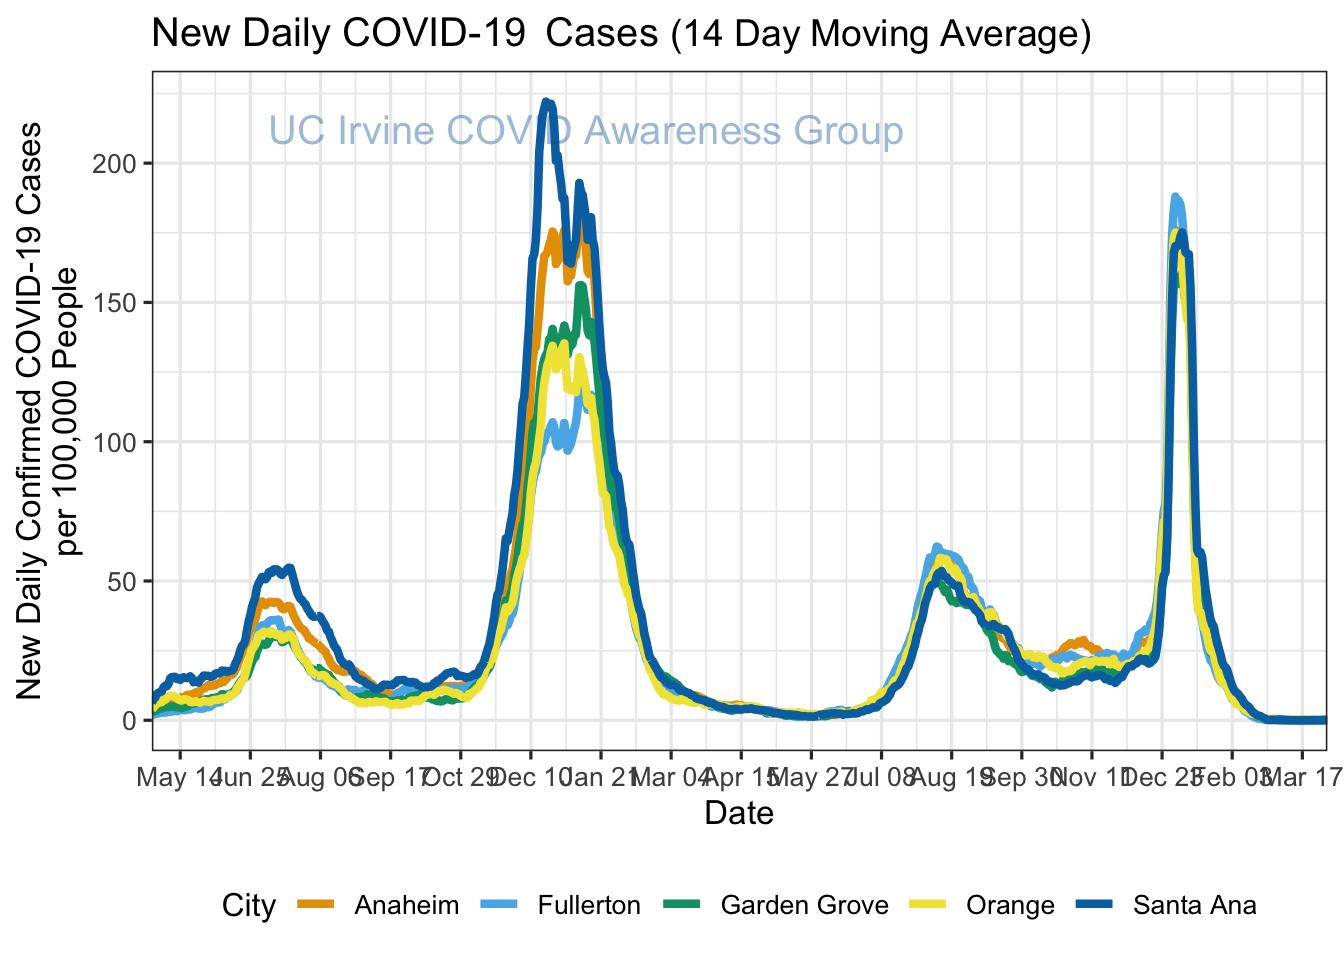 New Daily COVID-19  Cases (14 Day Moving Average)
UC Irvine COVID Awareness Group
New Daily Confirmed COVID-19 Cases
per 100,000 People
200
150
100
50
0
May 14 Jun 25 Aug 06 Sep 17 Oct 29 Dec 10 Jan 21 Mar 04 Apr 15 May 27 Jul 08 Aug 19 Sep 30 Nov 11 Dec 23 Feb 03 Mar 17
Date
City Anaheim Fullerton Garden Grove Orange Santa Ana